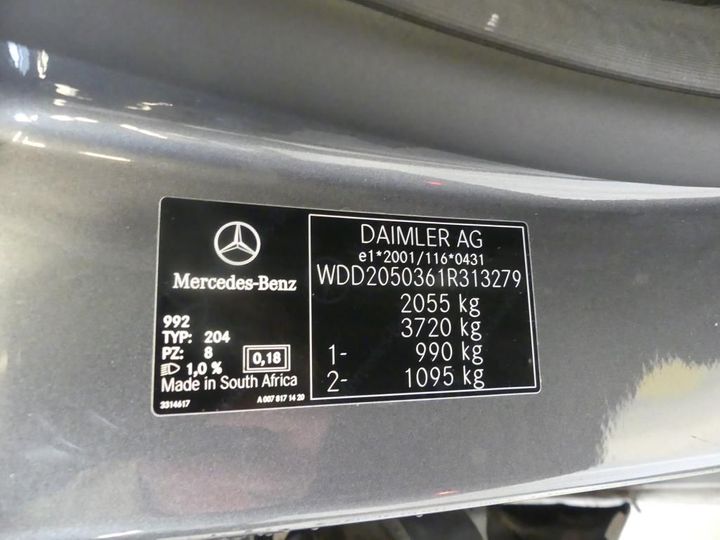 Mercedes-Benz
992
TYP: 204
PZ: 8
1,0 %
0,18
Made in South Africa
3314617
A 007 817 14 20
DAIMLER AG
e1*2001/116*0431
WDD2050361R313279
2055 kg
3720 kg
1- 990 kg
2- 1095 kg